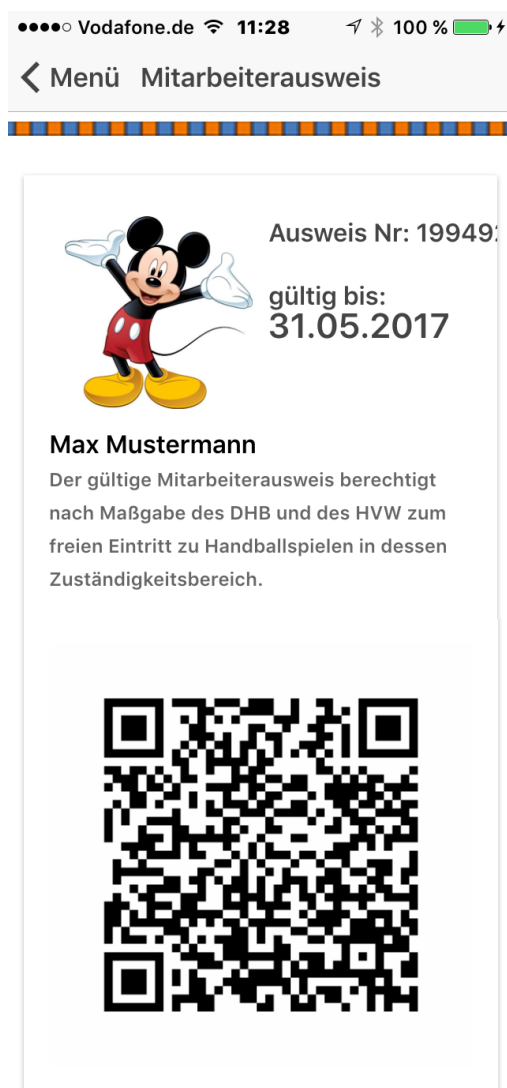 Vodafone.de 11:28 100 %
Menü Mitarbeiterausweis
Ausweis Nr: 19949
gültig bis:
31.05.2017
Max Mustermann
Der gültige Mitarbeiterausweis berechtigt
nach Maßgabe des DHB und des HVW zum
freien Eintritt zu Handballspielen in dessen
Zuständigkeitsbereich.